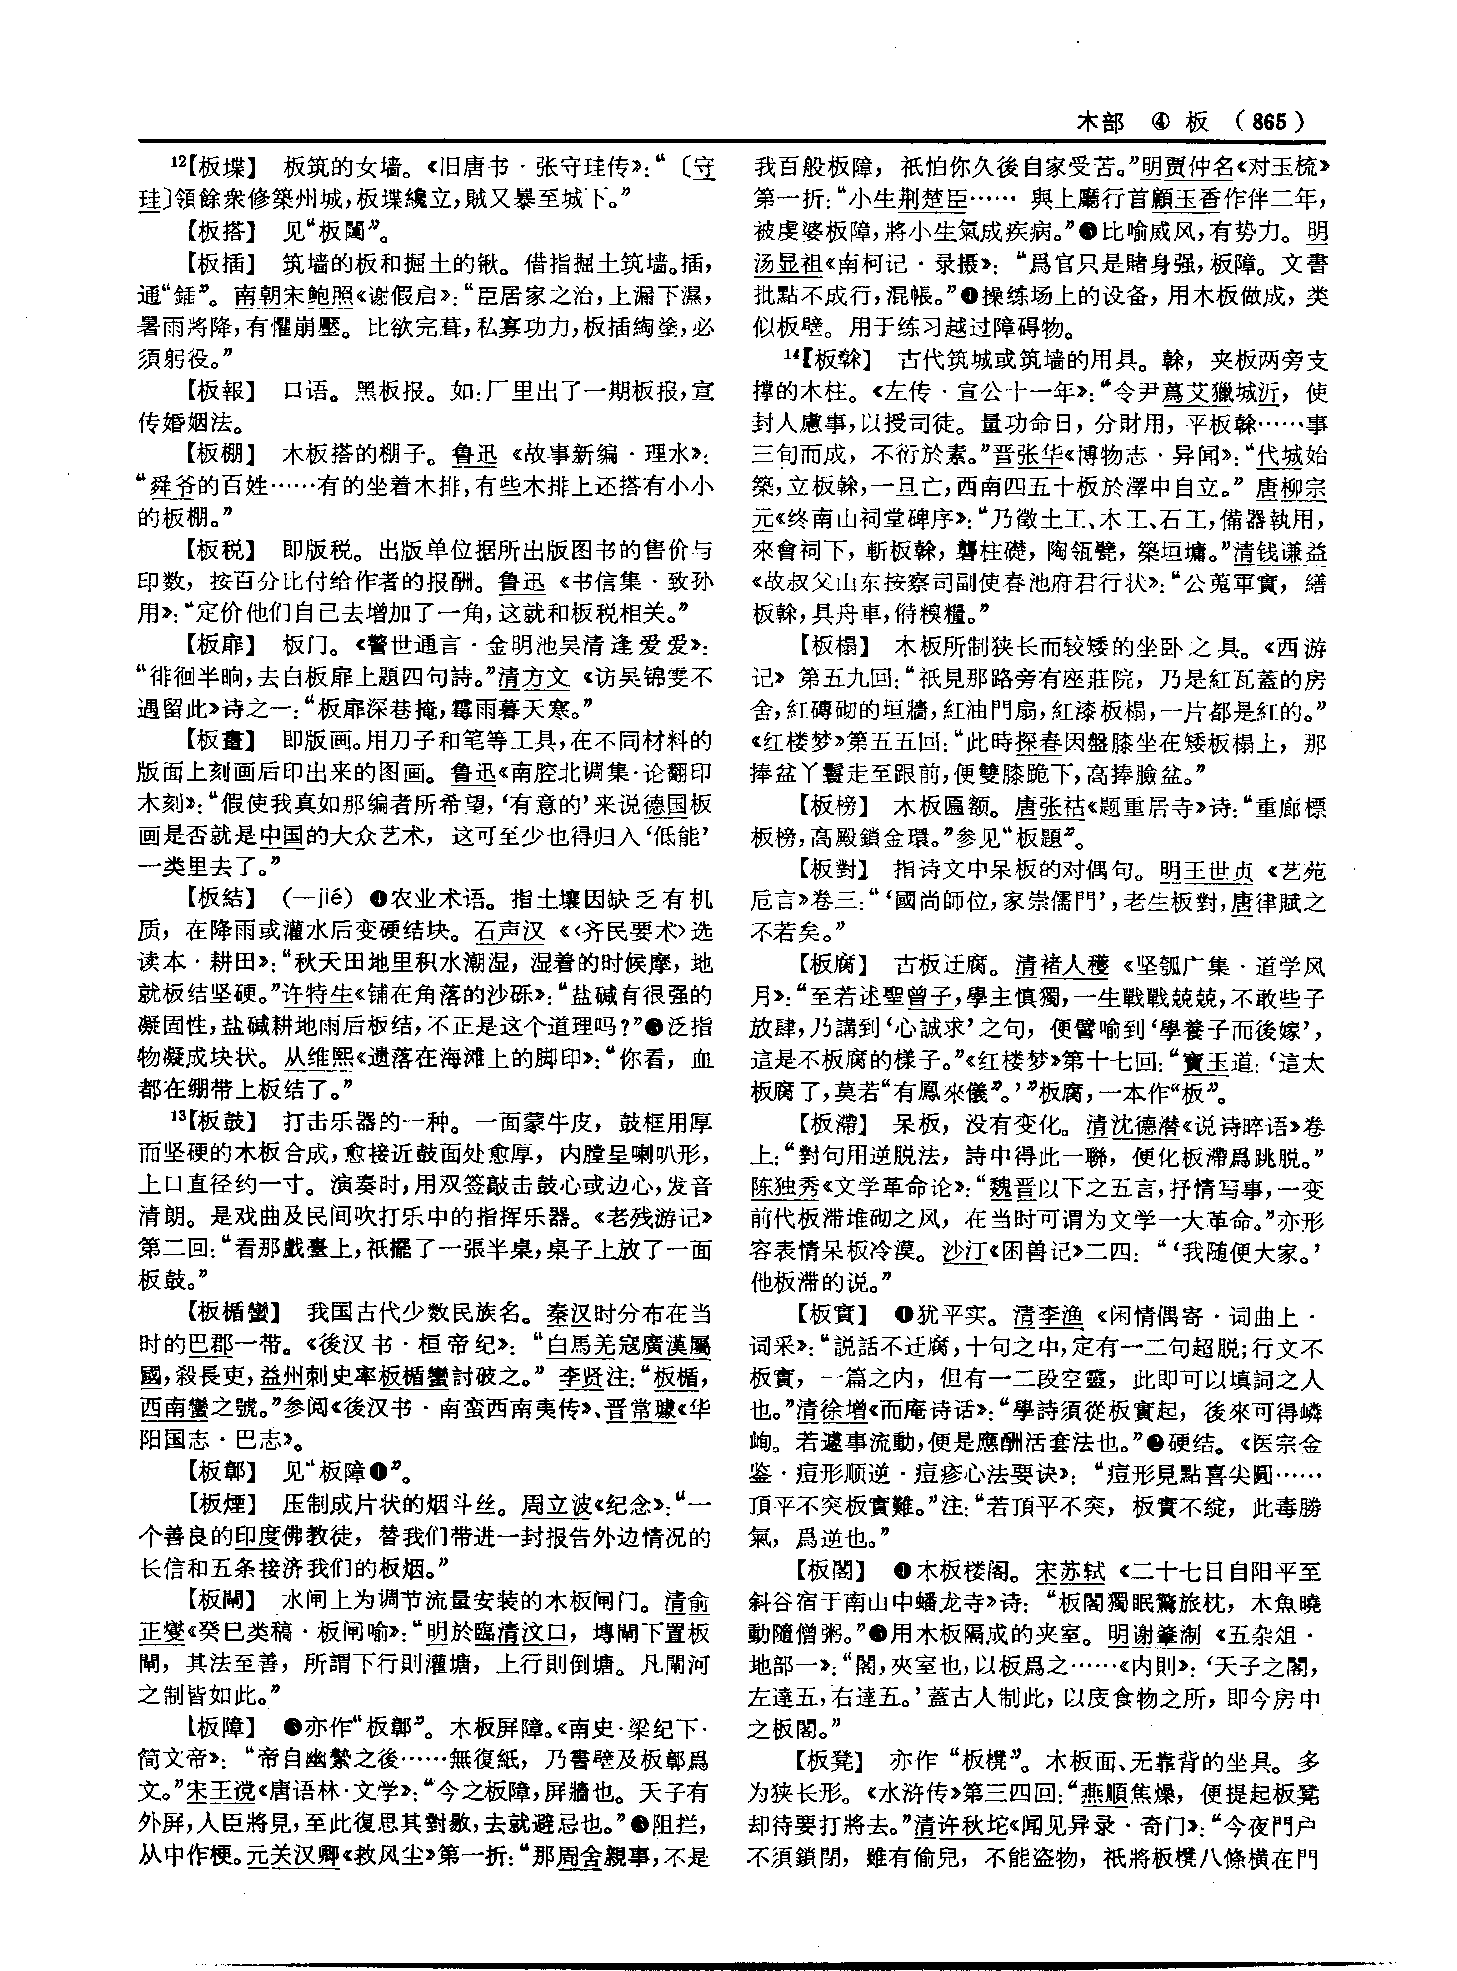 木部 ④ 板 （865）
¹²【板堞】 板筑的女墙。《旧唐书·张守珪传》：“〔守
珪〕領餘衆修築州城，板堞纔立，賊又暴至城下。”
【板搭】 见“板闼”。
【板插】 筑墙的板和掘土的锹。借指掘土筑墙。插，
通“銋”。南朝宋鲍照《谢假启》：“臣居家之治，上漏下濕，
暑雨將降，有懼崩壓。比欲完葺，私寡功力，板插綯塗，必
須躬役。”
【板報】 口语。黑板报。如：厂里出了一期板报，宣
传婚姻法。
【板棚】 木板搭的棚子。鲁迅《故事新编·理水》：
“舜爷的百姓……有的坐着木排，有些木排上还搭有小小
的板棚。”
【板税】 即版税。出版单位据所出版图书的售价与
印数，按百分比付给作者的报酬。鲁迅《书信集·致孙
用》：“定价他们自己去增加了一角，这就和板税相关。”
【板扉】 板门。《警世通言·金明池吴清逢爱爱》：
“徘徊半晌，去白板扉上題四句詩。”清方文《访吴锦雯不
遇留此》诗之一：“板扉深巷掩，霉雨暮天寒。”
【板畫】 即版画。用刀子和笔等工具，在不同材料的
版面上刻画后印出来的图画。鲁迅《南腔北调集·论翻印
木刻》：“假使我真如那编者所希望，‘有意的’来说德国板
画是否就是中国的大众艺术，这可至少也得归入‘低能’
一类里去了。”
【板結】 （—jié）❶农业术语。指土壤因缺乏有机
质，在降雨或灌水后变硬结块。石声汉《〈齐民要术〉选
读本·耕田》：“秋天田地里积水潮湿，湿着的时候摩，地
就板结坚硬。”许特生《铺在角落的沙砾》：“盐碱有很强的
凝固性，盐碱耕地雨后板结，不正是这个道理吗？”❷泛指
物凝成块状。从维熙《遗落在海滩上的脚印》：“你看，血
都在绷带上板结了。”
¹³【板鼓】 打击乐器的一种。一面蒙牛皮，鼓框用厚
而坚硬的木板合成，愈接近鼓面处愈厚，内膛呈喇叭形，
上口直径约一寸。演奏时，用双签敲击鼓心或边心，发音
清朗。是戏曲及民间吹打乐中的指挥乐器。《老残游记》
第二回：“看那戲臺上，祇擺了一張半桌，桌子上放了一面
板鼓。”
【板楯蠻】 我国古代少数民族名。秦汉时分布在当
时的巴郡一带。《後汉书·桓帝纪》：“白馬羌寇廣漢屬
國，殺長吏，益州刺史率板楯蠻討破之。”李贤注：“板楯，
西南蠻之號。”参阅《後汉书·南蛮西南夷传》、晋常璩《华
阳国志·巴志》。
【板鄣】 见“板障❶”。
【板煙】 压制成片状的烟斗丝。周立波《纪念》：“一
个善良的印度佛教徒，替我们带进一封报告外边情况的
长信和五条接济我们的板烟。”
【板閘】 水闸上为调节流量安装的木板闸门。清俞
正燮《癸巳类稿·板闸喻》：“明於臨清汶口，塼閘下置板
閘，其法至善，所謂下行則灌塘，上行則倒塘。凡閘河
之制皆如此。”
【板障】 ❶亦作“板鄣”。木板屏障。《南史·梁纪下·
简文帝》：“帝自幽縶之後……無復紙，乃書壁及板鄣爲
文。”宋王谠《唐语林·文学》：“今之板障，屏牆也。天子有
外屏，人臣將見，至此復思其對敭，去就避忌也。”❷阻拦，
从中作梗。元关汉卿《救风尘》第一折：“那周舍親事，不是
我百般板障，祇怕你久後自家受苦。”明贾仲名《对玉梳》
第一折：“小生荆楚臣…… 與上廳行首顧玉香作伴二年，
被虔婆板障，將小生氣成疾病。”❸比喻威风，有势力。明
汤显祖《南柯记·录摄》：“爲官只是賭身强，板障。文書
批點不成行，混帳。”❹操练场上的设备，用木板做成，类
似板壁。用于练习越过障碍物。
¹⁴【板榦】 古代筑城或筑墙的用具。榦，夹板两旁支
撑的木柱。《左传·宣公十一年》：“令尹蔿艾獵城沂，使
封人慮事，以授司徒。量功命日，分財用，平板榦……事
三旬而成，不衍於素。”晋张华《博物志·异闻》：“代城始
築，立板榦，一旦亡，西南四五十板於澤中自立。”唐柳宗
元《终南山祠堂碑序》：“乃徵土工、木工、石工，備器執用，
來會祠下，斬板榦，礱柱礎，陶瓴甓，築垣墉。”清钱谦益
《故叔父山东按察司副使春池府君行状》：“公蒐軍實，繕
板榦，具舟車，偫糗糧。”
【板榻】 木板所制狭长而较矮的坐卧之具。《西游
记》第五九回：“祇見那路旁有座莊院，乃是紅瓦蓋的房
舍，紅磚砌的垣牆，紅油門扇，紅漆板榻，一片都是紅的。”
《红楼梦》第五五回：“此時探春因盤膝坐在矮板榻上，那
捧盆丫鬟走至跟前，便雙膝跪下，高捧臉盆。”
【板榜】 木板匾额。唐张祜《题重居寺》诗：“重廊標
板榜，高殿鎖金環。”参见“板題”。
【板對】 指诗文中呆板的对偶句。明王世贞《艺苑
卮言》卷三：“‘國尚師位，家崇儒門’，老生板對，唐律賦之
不若矣。”
【板腐】 古板迂腐。清褚人穫《坚瓠广集·道学风
月》：“至若述聖曾子，學主慎獨，一生戰戰兢兢，不敢些子
放肆，乃講到‘心誠求’之句，便譬喻到‘學養子而後嫁’，
這是不板腐的樣子。”《红楼梦》第十七回：“寶玉道：‘這太
板腐了，莫若“有鳳來儀”。’”板腐，一本作“板”。
【板滯】 呆板，没有变化。清沈德潜《说诗晬语》卷
上：“對句用逆脱法，詩中得此一聯，便化板滯爲跳脱。”
陈独秀《文学革命论》：“魏晋以下之五言，抒情写事，一变
前代板滞堆砌之风，在当时可谓为文学一大革命。”亦形
容表情呆板冷漠。沙汀《困兽记》二四：“‘我随便大家。’
他板滞的说。”
【板實】 ❶犹平实。清李渔《闲情偶寄·词曲上·
词采》：“説話不迂腐，十句之中，定有一二句超脱；行文不
板實，一篇之内，但有一二段空靈，此即可以填詞之人
也。”清徐增《而庵诗话》：“學詩須從板實起，後來可得嶙
峋。若遽事流動，便是應酬活套法也。”❷硬结。《医宗金
鉴·痘形顺逆·痘疹心法要诀》：“痘形見點喜尖圓……
頂平不突板實難。”注：“若頂平不突，板實不綻，此毒勝
氣，爲逆也。”
【板閣】 ❶木板楼阁。宋苏轼《二十七日自阳平至
斜谷宿于南山中蟠龙寺》诗：“板閣獨眠驚旅枕，木魚曉
動隨僧粥。”❷用木板隔成的夹室。明谢肇淛《五杂俎·
地部一》：“閣，夾室也，以板爲之……《内則》：‘天子之閣，
左達五，右達五。’蓋古人制此，以庋食物之所，即今房中
之板閣。”
【板凳】 亦作“板櫈”。木板面、无靠背的坐具。多
为狭长形。《水浒传》第三四回：“燕順焦燥，便提起板凳
却待要打將去。”清许秋垞《闻见异录·奇门》：“今夜門户
不須鎖閉，雖有偷兒，不能盗物，祇將板櫈八條横在門